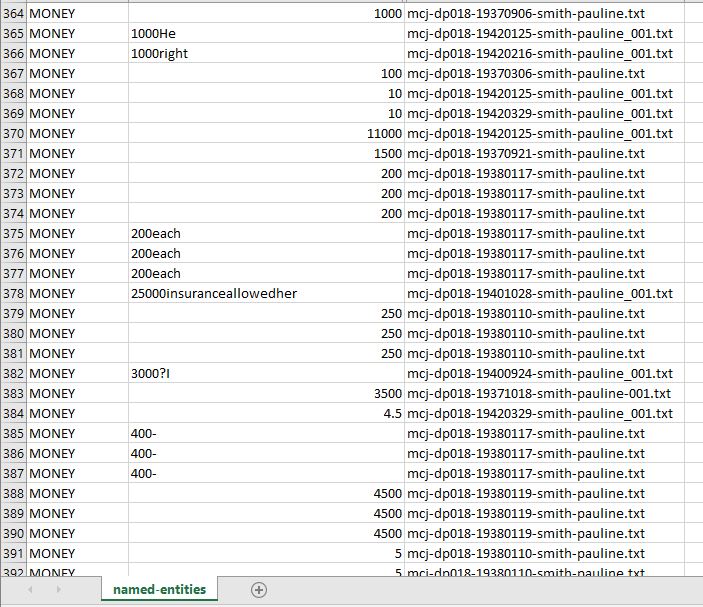 364 MONEY 1000 mcj-dp018-19370906-smith-pauline.txt
365 MONEY 1000He mcj-dp018-19420125-smith-pauline_001.txt
366 MONEY 1000right mcj-dp018-19420216-smith-pauline_001.txt
367 MONEY 100 mcj-dp018-19370306-smith-pauline.txt
368 MONEY 10 mcj-dp018-19420125-smith-pauline_001.txt
369 MONEY 10 mcj-dp018-19420329-smith-pauline_001.txt
370 MONEY 11000 mcj-dp018-19420125-smith-pauline_001.txt
371 MONEY 1500 mcj-dp018-19370921-smith-pauline.txt
372 MONEY 200 mcj-dp018-19380117-smith-pauline.txt
373 MONEY 200 mcj-dp018-19380117-smith-pauline.txt
374 MONEY 200 mcj-dp018-19380117-smith-pauline.txt
375 MONEY 200each mcj-dp018-19380117-smith-pauline.txt
376 MONEY 200each mcj-dp018-19380117-smith-pauline.txt
377 MONEY 200each mcj-dp018-19380117-smith-pauline.txt
378 MONEY 25000insuranceallowedher mcj-dp018-19401028-smith-pauline_001.txt
379 MONEY 250 mcj-dp018-19380110-smith-pauline.txt
380 MONEY 250 mcj-dp018-19380110-smith-pauline.txt
381 MONEY 250 mcj-dp018-19380110-smith-pauline.txt
382 MONEY 3000?I mcj-dp018-19400924-smith-pauline_001.txt
383 MONEY 3500 mcj-dp018-19371018-smith-pauline-001.txt
384 MONEY 4.5 mcj-dp018-19420329-smith-pauline_001.txt
385 MONEY 400- mcj-dp018-19380117-smith-pauline.txt
386 MONEY 400- mcj-dp018-19380117-smith-pauline.txt
387 MONEY 400- mcj-dp018-19380117-smith-pauline.txt
388 MONEY 4500 mcj-dp018-19380119-smith-pauline.txt
389 MONEY 4500 mcj-dp018-19380119-smith-pauline.txt
390 MONEY 4500 mcj-dp018-19380119-smith-pauline.txt
391 MONEY 5 mcj-dp018-19380110-smith-pauline.txt
392 MONEY 5 mcj-dp018-19380110-smith-pauline.txt
named-entities